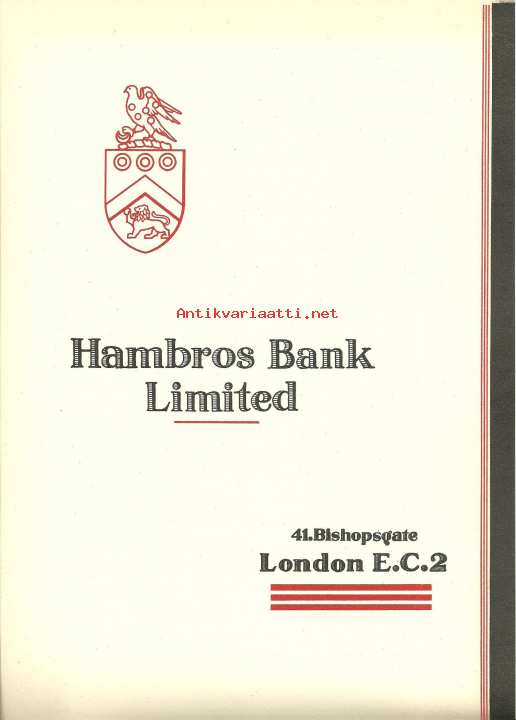 Antikvariaatti.net
Hambros Bank
Limited
41.Bishopsgate
London E.C.2